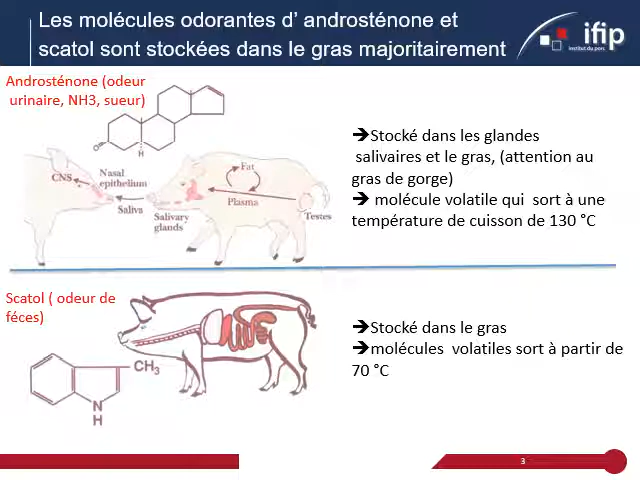 Les molécules odorantes d’ androsténone et
scatol sont stockées dans le gras majoritairement
ifip
institut du porc
Androsténone (odeur
urinaire, NH3, sueur)
O
H
CNS
Nasal
epithelium
Saliva
Salivary
glands
Fat
Plasma
Testes
➔Stocké dans les glandes
salivaires et le gras, (attention au
gras de gorge)
➔ molécule volatile qui sort à une
température de cuisson de 130 °C
Scatol ( odeur de
féces)
CH₃
N
H
➔Stocké dans le gras
➔molécules volatiles sort à partir de
70 °C
3